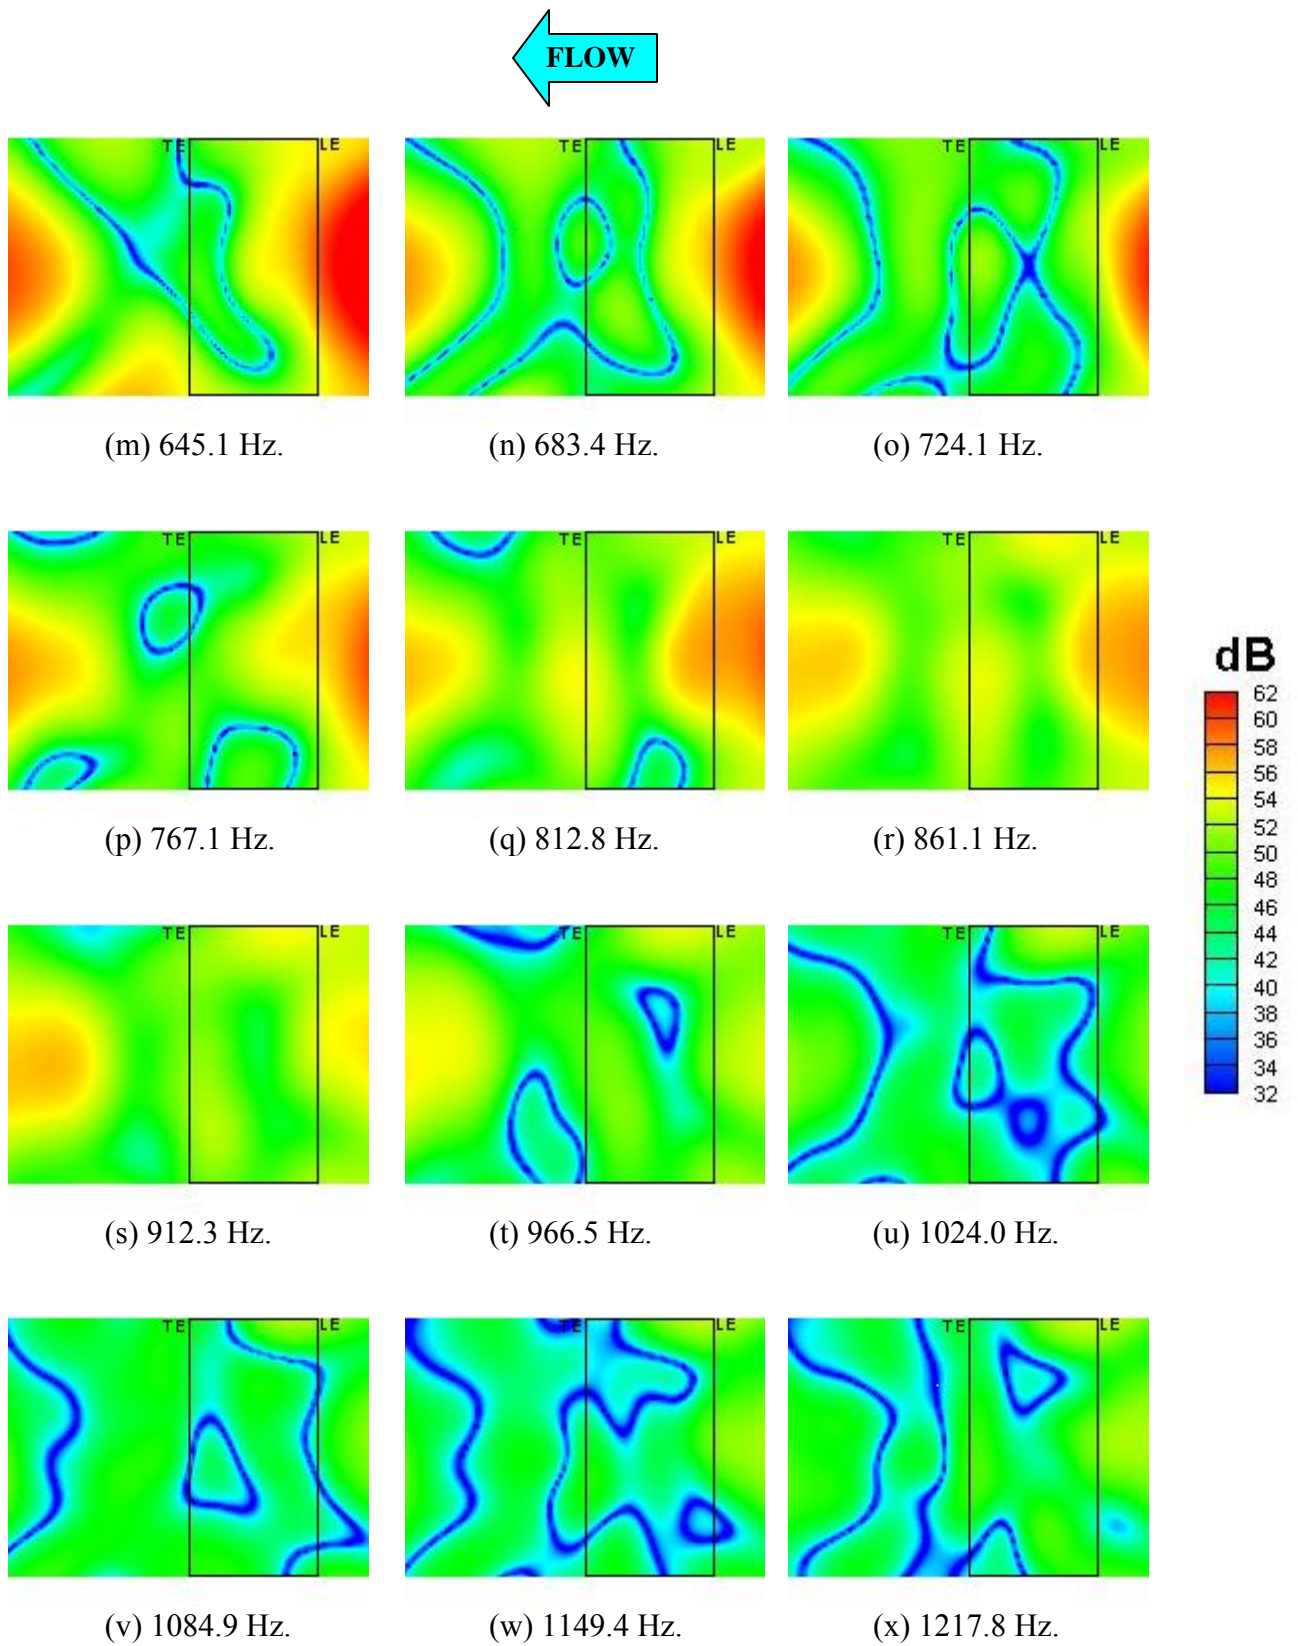 FLOW
TE LE TE LE TE LE
(m) 645.1 Hz. (n) 683.4 Hz. (o) 724.1 Hz.
TE LE TE LE TE LE
(p) 767.1 Hz. (q) 812.8 Hz. (r) 861.1 Hz.
dB
62
60
58
56
54
52
50
48
46
44
42
40
38
36
34
32
TE LE TE LE TE LE
(s) 912.3 Hz. (t) 966.5 Hz. (u) 1024.0 Hz.
TE LE TE LE TE LE
(v) 1084.9 Hz. (w) 1149.4 Hz. (x) 1217.8 Hz.